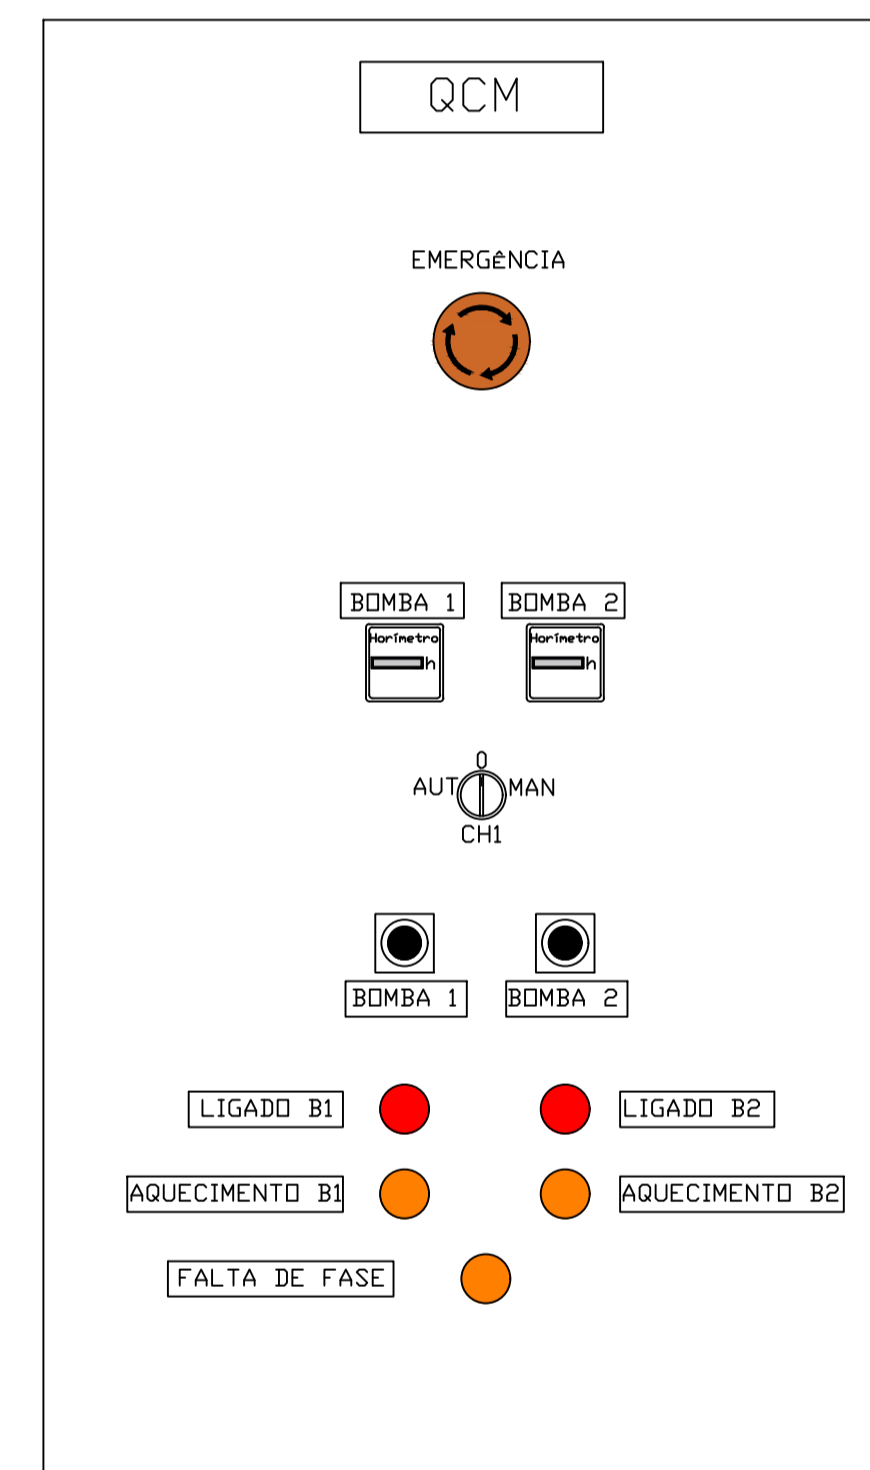 QCM
EMERGÊNCIA
BOMBA 1 BOMBA 2
Horímetro Horímetro
h h
0
AUT MAN
CH1
BOMBA 1 BOMBA 2
LIGADO B1 LIGADO B2
AQUECIMENTO B1 AQUECIMENTO B2
FALTA DE FASE